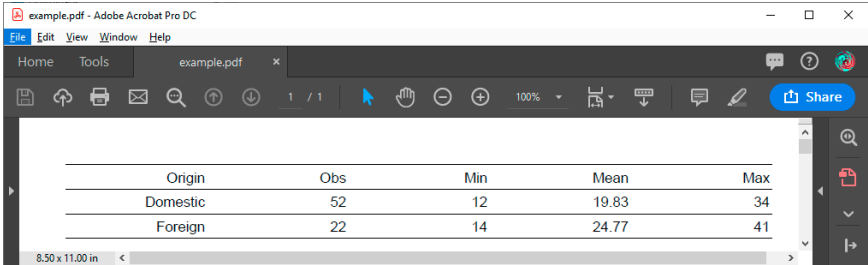 example.pdf - Adobe Acrobat Pro DC
File Edit View Window Help
Home Tools example.pdf ×
1 / 1 100% Share
Origin Obs Min Mean Max
Domestic 52 12 19.83 34
Foreign 22 14 24.77 41
8.50 x 11.00 in